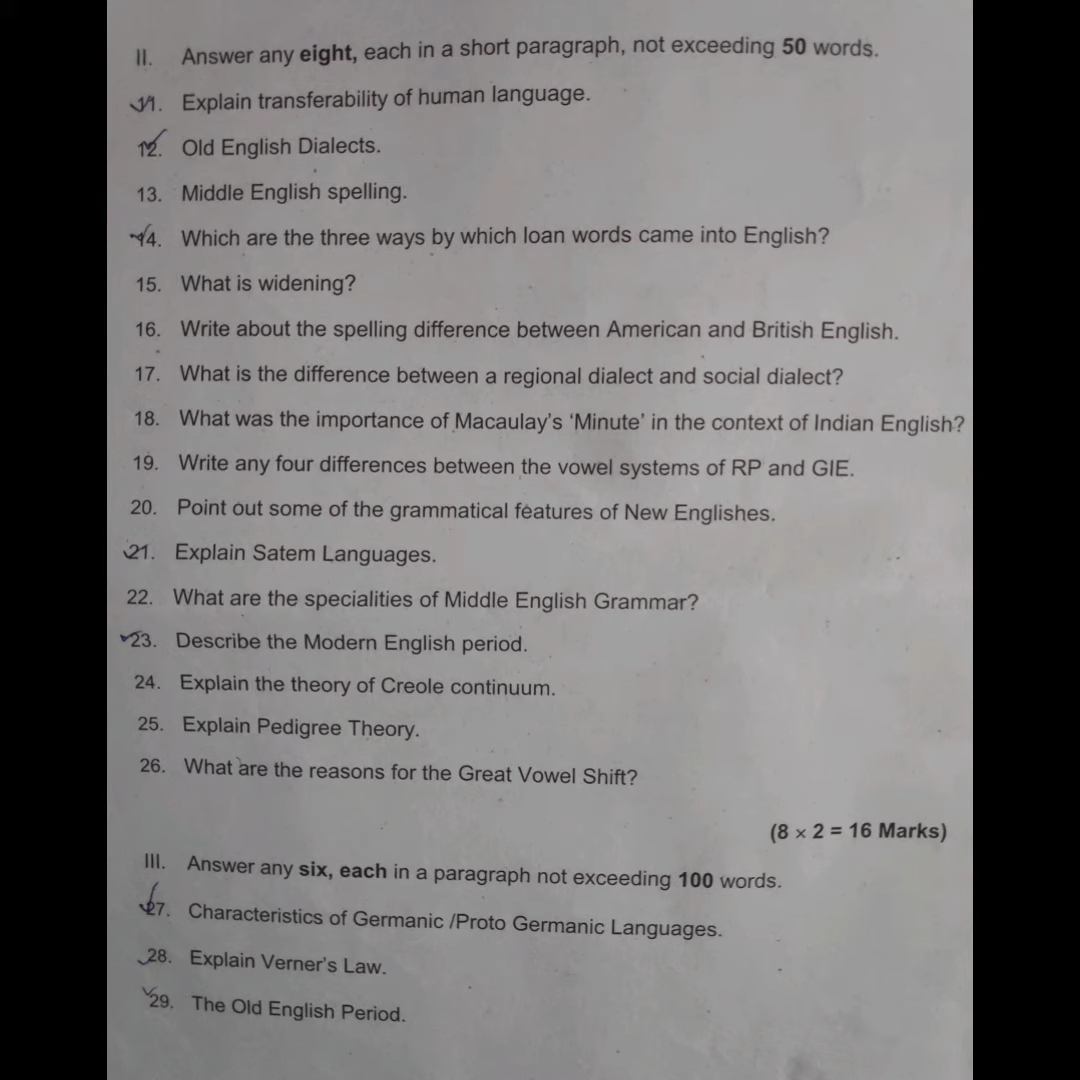 II. Answer any eight, each in a short paragraph, not exceeding 50 words.
11. Explain transferability of human language.
12. Old English Dialects.
13. Middle English spelling.
14. Which are the three ways by which loan words came into English?
15. What is widening?
16. Write about the spelling difference between American and British English.
17. What is the difference between a regional dialect and social dialect?
18. What was the importance of Macaulay's 'Minute' in the context of Indian English?
19. Write any four differences between the vowel systems of RP and GIE.
20. Point out some of the grammatical features of New Englishes.
21. Explain Satem Languages.
22. What are the specialities of Middle English Grammar?
23. Describe the Modern English period.
24. Explain the theory of Creole continuum.
25. Explain Pedigree Theory.
26. What are the reasons for the Great Vowel Shift?
(8 × 2 = 16 Marks)
III. Answer any six, each in a paragraph not exceeding 100 words.
27. Characteristics of Germanic /Proto Germanic Languages.
28. Explain Verner's Law.
29. The Old English Period.